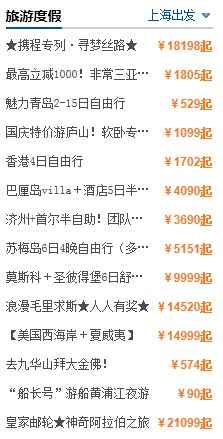 旅游度假 上海出发
★携程专列·寻梦丝路★ ￥18198起
最高立减1000！非常三亚… ￥1805起
魅力青岛2-15日自由行 ￥529起
国庆特价游庐山！软卧专… ￥1099起
香港4日自由行 ￥1702起
巴厘岛villa＋酒店5日半… ￥4090起
济州+首尔半自助！团队… ￥3690起
苏梅岛6日4晚自由行（多… ￥5151起
莫斯科＋圣彼得堡6日舒… ￥9999起
浪漫毛里求斯★人人有奖★ ￥14520起
【美国西海岸＋夏威夷】 ￥14999起
去九华山拜大金佛！ ￥574起
“船长号”游船黄浦江夜游 ￥90起
皇家邮轮★神奇阿拉伯之旅 ￥21099起